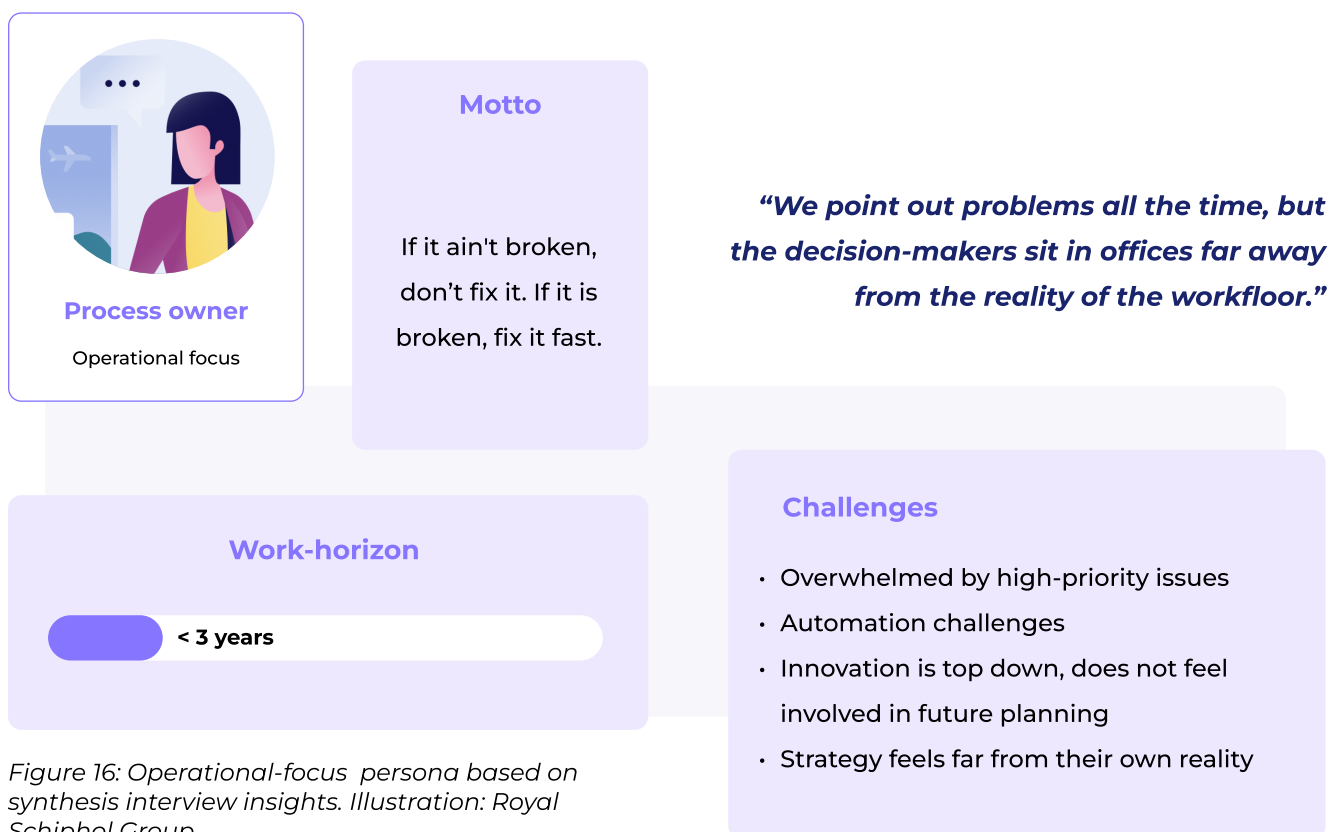 Process owner
Operational focus
Motto
If it ain't broken,
don’t fix it. If it is
broken, fix it fast.
“We point out problems all the time, but
the decision-makers sit in offices far away
from the reality of the workfloor.”
Work-horizon
< 3 years
Challenges
• Overwhelmed by high-priority issues
• Automation challenges
• Innovation is top down, does not feel
involved in future planning
• Strategy feels far from their own reality
Figure 16: Operational-focus  persona based on
synthesis interview insights. Illustration: Royal
Schiphol Group